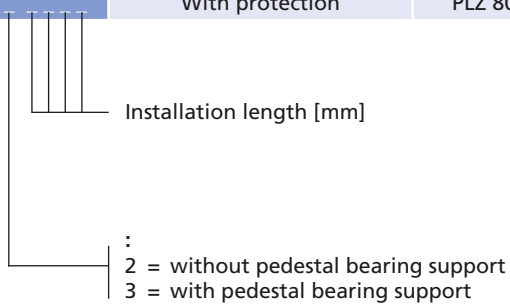 With protection PLZ 80
Installation length [mm]
:
2 = without pedestal bearing support
3 = with pedestal bearing support